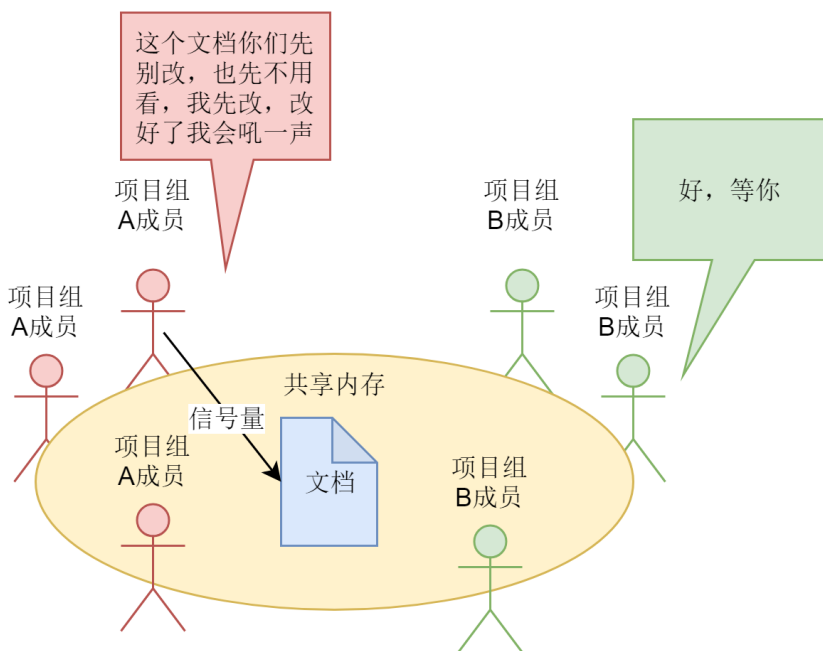 这个文档你们先
别改，也先不用
看，我先改，改
好了我会吼一声
项目组
A成员
项目组
B成员
好，等你
项目组
A成员
项目组
B成员
共享内存
信号量
项目组
A成员
文档
项目组
B成员